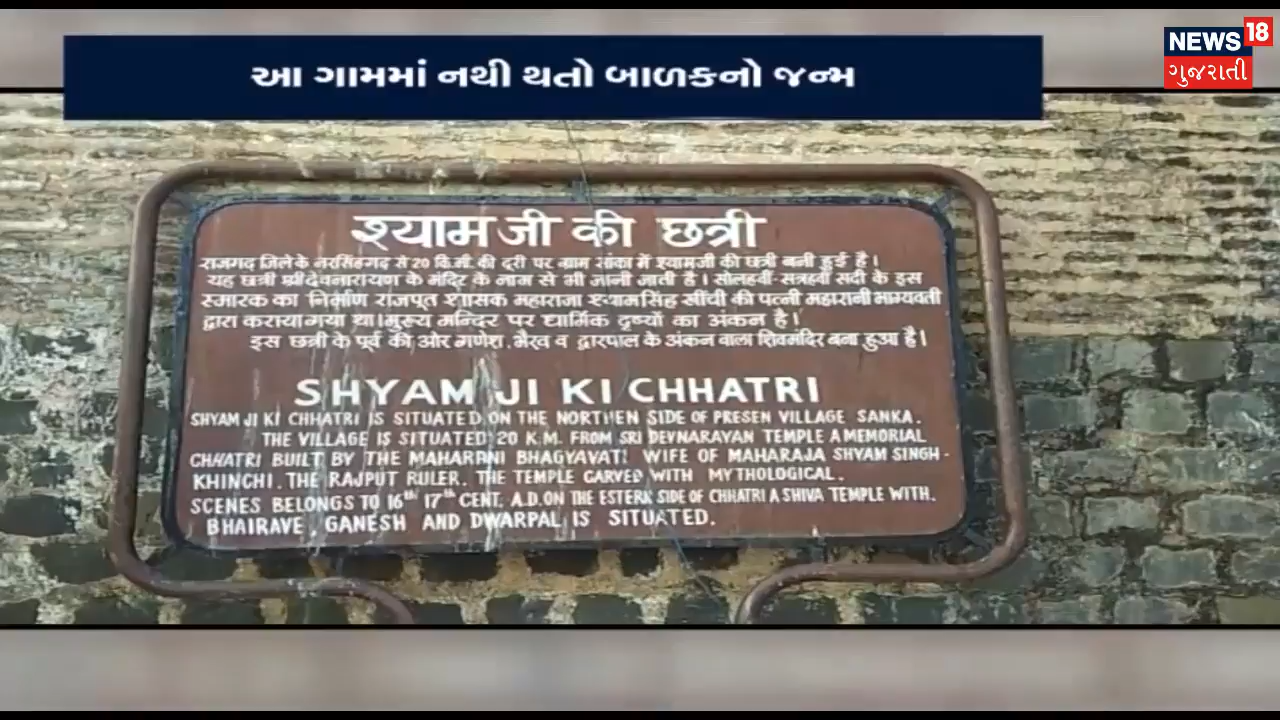 NEWS 18
ગુજરાતી
આ ગામમાં નથી થતો બાળકનો જન્મ
श्यामजी की छत्री
राजगढ़ जिले के नरसिंहगढ़ से 20 कि.मी. की दूरी पर ग्राम सांका में श्यामजी की छत्री बनी हुई है।
यह छत्री श्रीदेवनारायण के मंदिर के नाम से भी जानी जाती है। सोलहवीं-सत्रहवीं सदी के इस
स्मारक का निर्माण राजपूत शासक महाराजा श्यामसिंह खींची की पत्नी महारानी भाग्यवती
द्वारा कराया गया था। मुख्य मन्दिर पर धार्मिक दृष्यों का अंकन है।
इस छत्री के पूर्व की ओर गणेश, भैरव व द्वारपाल के अंकन वाला शिवमंदिर बना हुआ है।
SHYAM JI KI CHHATRI
SHYAM JI KI CHHATRI IS SITUATED ON THE NORTHEN SIDE OF PRESEN VILLAGE SANKA.
THE VILLAGE IS SITUATED 20 K.M. FROM SRI DEVNARAYAN TEMPLE A MEMORIAL
CHHATRI BUILT BY THE MAHARANI BHAGYAVATI WIFE OF MAHARAJA SHYAM SINGH-
KHINCHI. THE RAJPUT RULER. THE TEMPLE CARVED WITH MYTHOLOGICAL.
SCENES BELONGS TO 16th 17th CENT. A.D. ON THE ESTERN SIDE OF CHHATRI A SHIVA TEMPLE WITH.
BHAIRAVE, GANESH AND DWARPAL IS SITUATED.